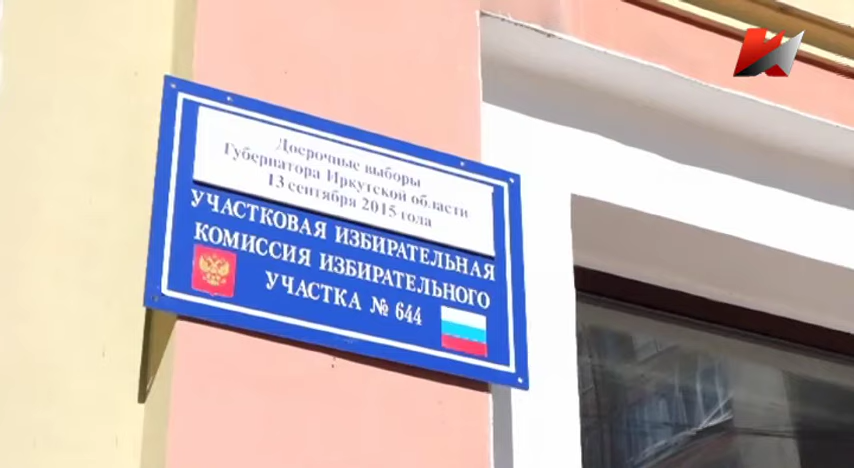 Досрочные выборы
Губернатора Иркутской области
13 сентября 2015 года
УЧАСТКОВАЯ ИЗБИРАТЕЛЬНАЯ
КОМИССИЯ ИЗБИРАТЕЛЬНОГО
УЧАСТКА № 644